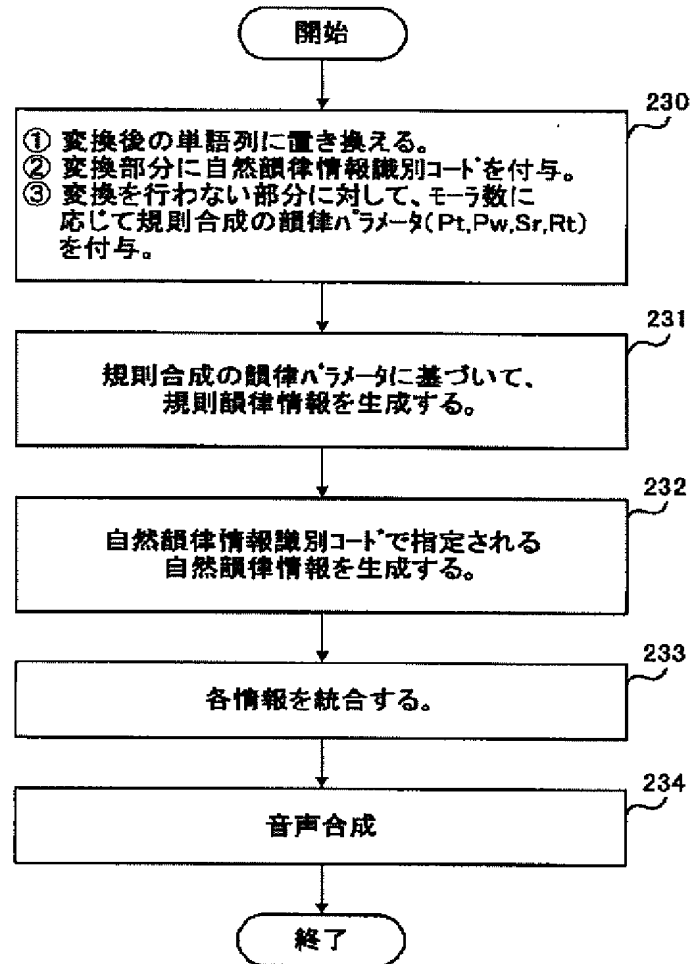 開始
230
① 変換後の単語列に置き換える。
② 変換部分に自然韻律情報識別コードを付与。
③ 変換を行わない部分に対して、モーラ数に
応じて規則合成の韻律パラメータ(Pt,Pw,Sr,Rt)
を付与。
231
規則合成の韻律パラメータに基づいて、
規則韻律情報を生成する。
232
自然韻律情報識別コードで指定される
自然韻律情報を生成する。
233
各情報を統合する。
234
音声合成
終了